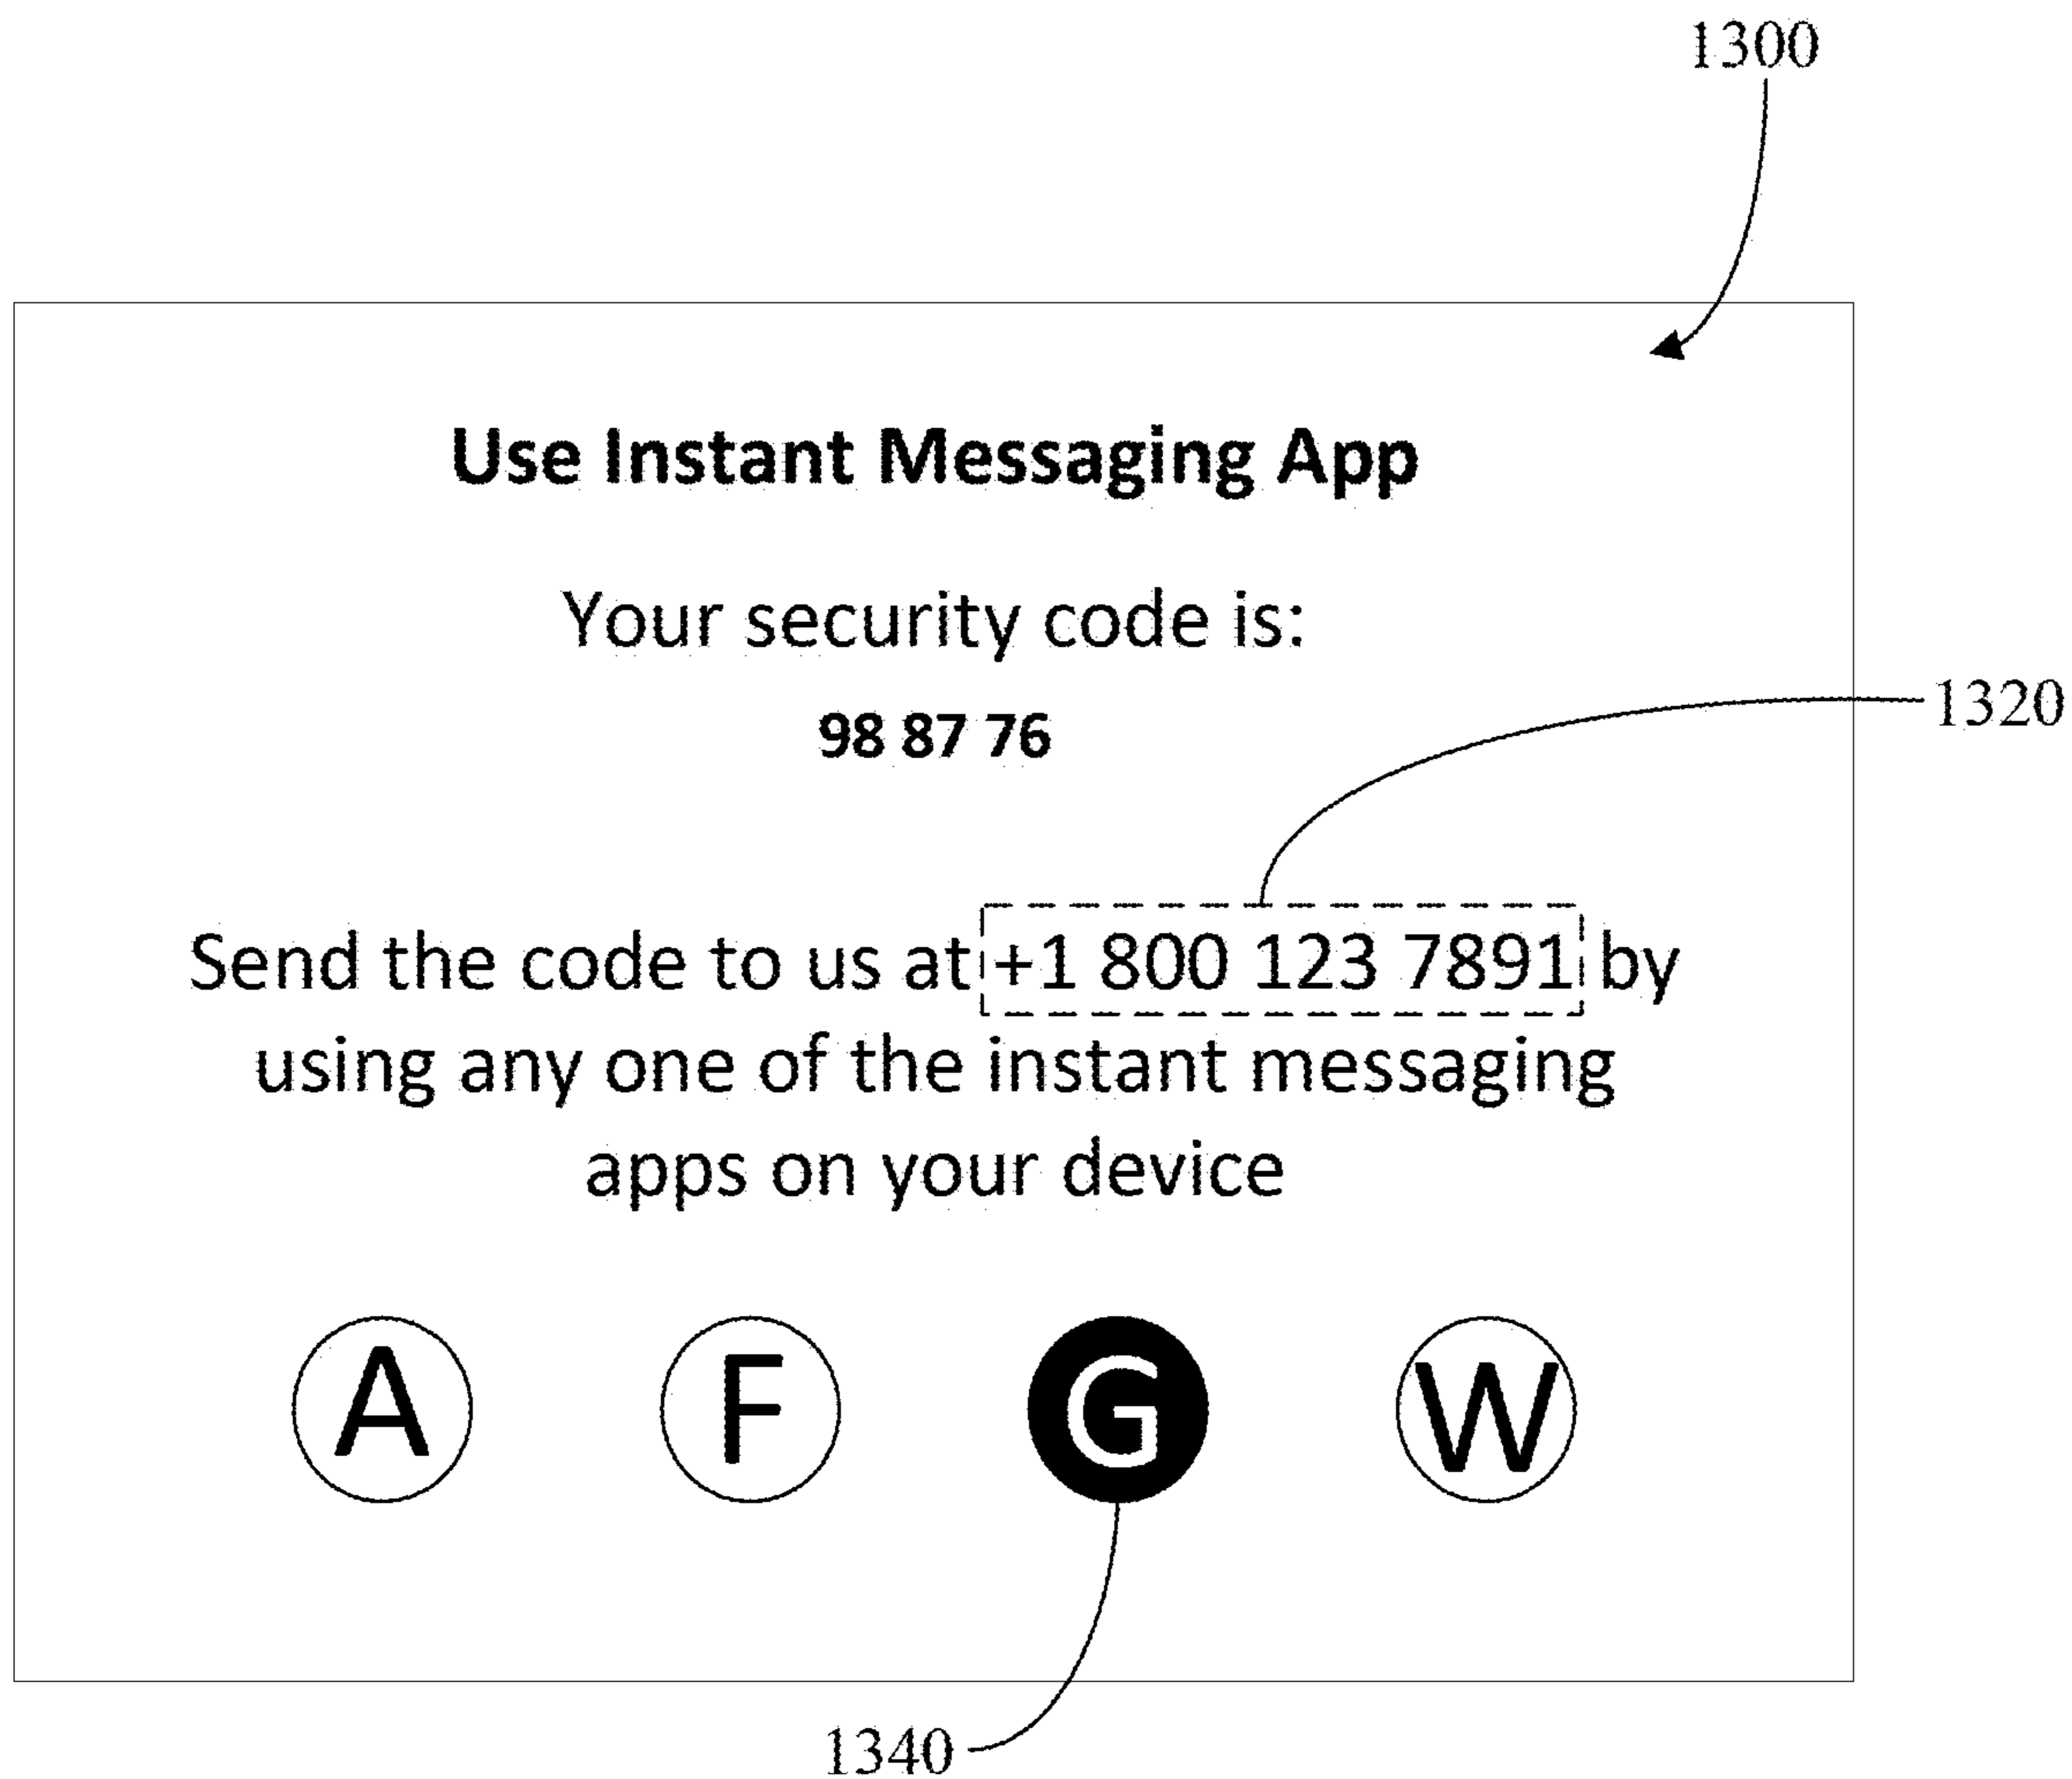 1300
Use Instant Messaging App
Your security code is:
98 87 76
1320
Send the code to us at +1 800 123 7891 by
using any one of the instant messaging
apps on your device
A F G W
1340